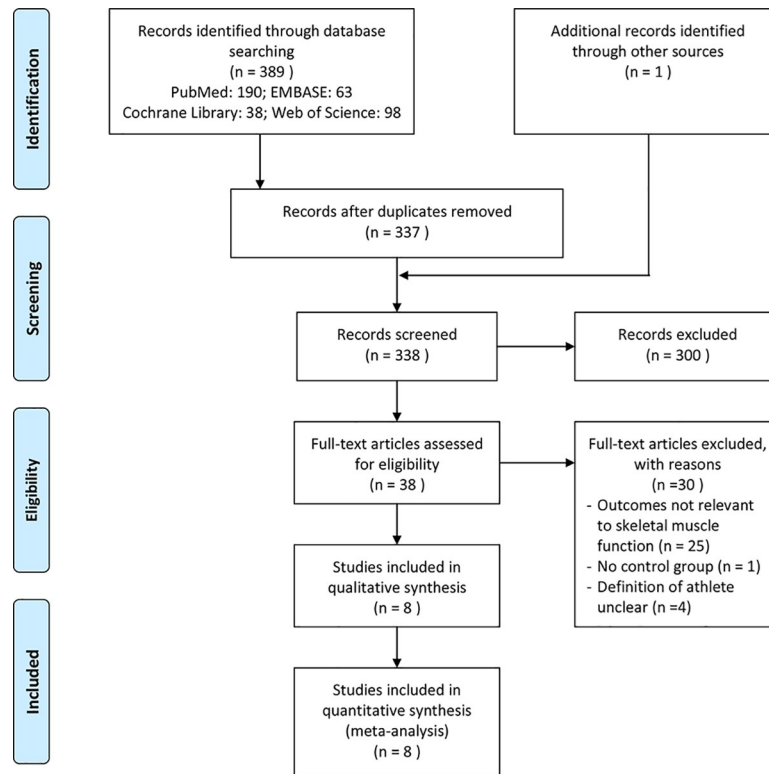 Identification
Records identified through database
searching
(n = 389 )
PubMed: 190; EMBASE: 63
Cochrane Library: 38; Web of Science: 98
Additional records identified
through other sources
(n = 1 )
Records after duplicates removed
(n = 337 )
Screening
Records screened
(n = 338 )
Records excluded
(n = 300 )
Eligibility
Full-text articles assessed
for eligibility
(n = 38 )
Full-text articles excluded,
with reasons
(n =30 )
- Outcomes not relevant
to skeletal muscle
function (n = 25)
- No control group (n = 1)
- Definition of athlete
unclear (n =4)
Studies included in
qualitative synthesis
(n = 8 )
Included
Studies included in
quantitative synthesis
(meta-analysis)
(n = 8 )